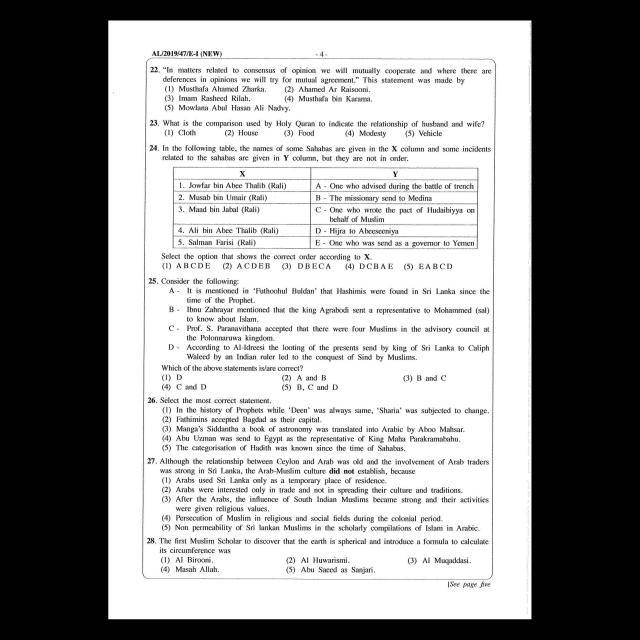 AL/2019/47/E-I (NEW) - 4 -
22. "In matters related to consensus of opinion we will mutually cooperate and where there are
deferences in opinions we will try for mutual agreement." This statement was made by
(1) Musthafa Ahamed Zharka. (2) Ahamed Ar Raisooni.
(3) Imam Rasheed Rilah. (4) Musthafa bin Karama.
(5) Mowlana Abul Hasan Ali Nadvy.
23. What is the comparison used by Holy Quran to indicate the relationship of husband and wife?
(1) Cloth (2) House (3) Food (4) Modesty (5) Vehicle
24. In the following table, the names of some Sahabas are given in the X column and some incidents
related to the sahabas are given in Y column, but they are not in order.
X Y
1. Jowfar bin Abee Thalib (Rali) A - One who advised during the battle of trench
2. Musab bin Umair (Rali) B - The missionary send to Medina
3. Maad bin Jabal (Rali) C - One who wrote the pact of Hudaibiyya on
behalf of Muslim
4. Ali bin Abee Thalib (Rali) D - Hijra to Abeeseeniya
5. Salman Farisi (Rali) E - One who was send as a governor to Yemen
Select the option that shows the correct order according to X.
(1) A B C D E (2) A C D E B (3) D B E C A (4) D C B A E (5) E A B C D
25. Consider the following:
A - It is mentioned in 'Futhoohul Buldan' that Hashimis were found in Sri Lanka since the
time of the Prophet.
B - Ibnu Zahrayar mentioned that the king Agrabodi sent a representative to Mohammed (sal)
to know about Islam.
C - Prof. S. Paranavithana accepted that there were four Muslims in the advisory council at
the Polonnaruwa kingdom.
D - According to Al-Idreesi the looting of the presents send by king of Sri Lanka to Caliph
Waleed by an Indian ruler led to the conquest of Sind by Muslims.
Which of the above statements is/are correct?
(1) D (2) A and B (3) B and C
(4) C and D (5) B, C and D
26. Select the most correct statement.
(1) In the history of Prophets while 'Deen' was always same, 'Sharia' was subjected to change.
(2) Fathimins accepted Bagdad as their capital.
(3) Manga's Siddantha a book of astronomy was translated into Arabic by Aboo Mahsar.
(4) Abu Uzman was send to Egypt as the representative of King Maha Parakramabahu.
(5) The categorisation of Hadith was known since the time of Sahabas.
27. Although the relationship between Ceylon and Arab was old and the involvement of Arab traders
was strong in Sri Lanka, the Arab-Muslim culture did not establish, because
(1) Arabs used Sri Lanka only as a temporary place of residence.
(2) Arabs were interested only in trade and not in spreading their culture and traditions.
(3) After the Arabs, the influence of South Indian Muslims became strong and their activities
were given religious values.
(4) Persecution of Muslim in religious and social fields during the colonial period.
(5) Non permeability of Sri lankan Muslims in the scholarly compilations of Islam in Arabic.
28. The first Muslim Scholar to discover that the earth is spherical and introduce a formula to calculate
its circumference was
(1) Al Birooni. (2) Al Huwarismi. (3) Al Muqaddasi.
(4) Masah Allah. (5) Abu Saeed as Sanjari.
[See page five